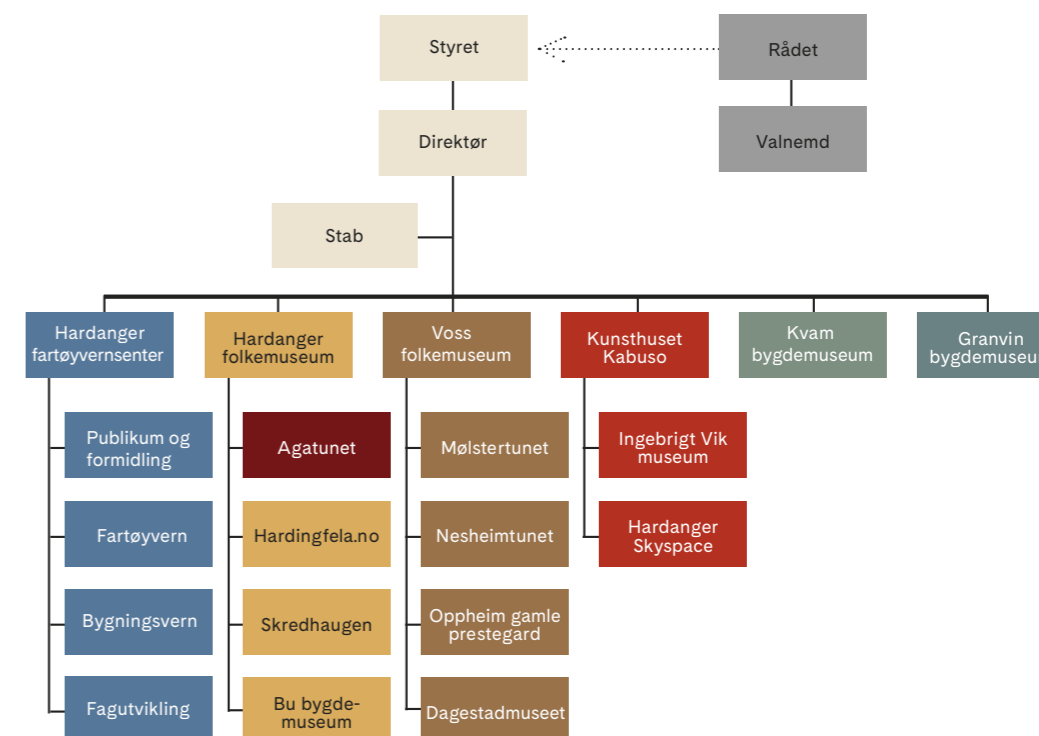 Styret
Rådet
Direktør
Valnemd
Stab
Hardanger
fartøyvernsenter
Hardanger
folkemuseum
Voss
folkemuseum
Kunsthuset
Kabuso
Kvam
bygdemuseum
Granvin
bygdemuseum
Publikum og
formidling
Fartøyvern
Bygningsvern
Fagutvikling
Agatunet
Hardingfela.no
Skredhaugen
Bu bygde-
museum
Mølstertunet
Nesheimtunet
Oppheim gamle
prestegard
Dagestadmuseet
Ingebrigt Vik
museum
Hardanger
Skyspace